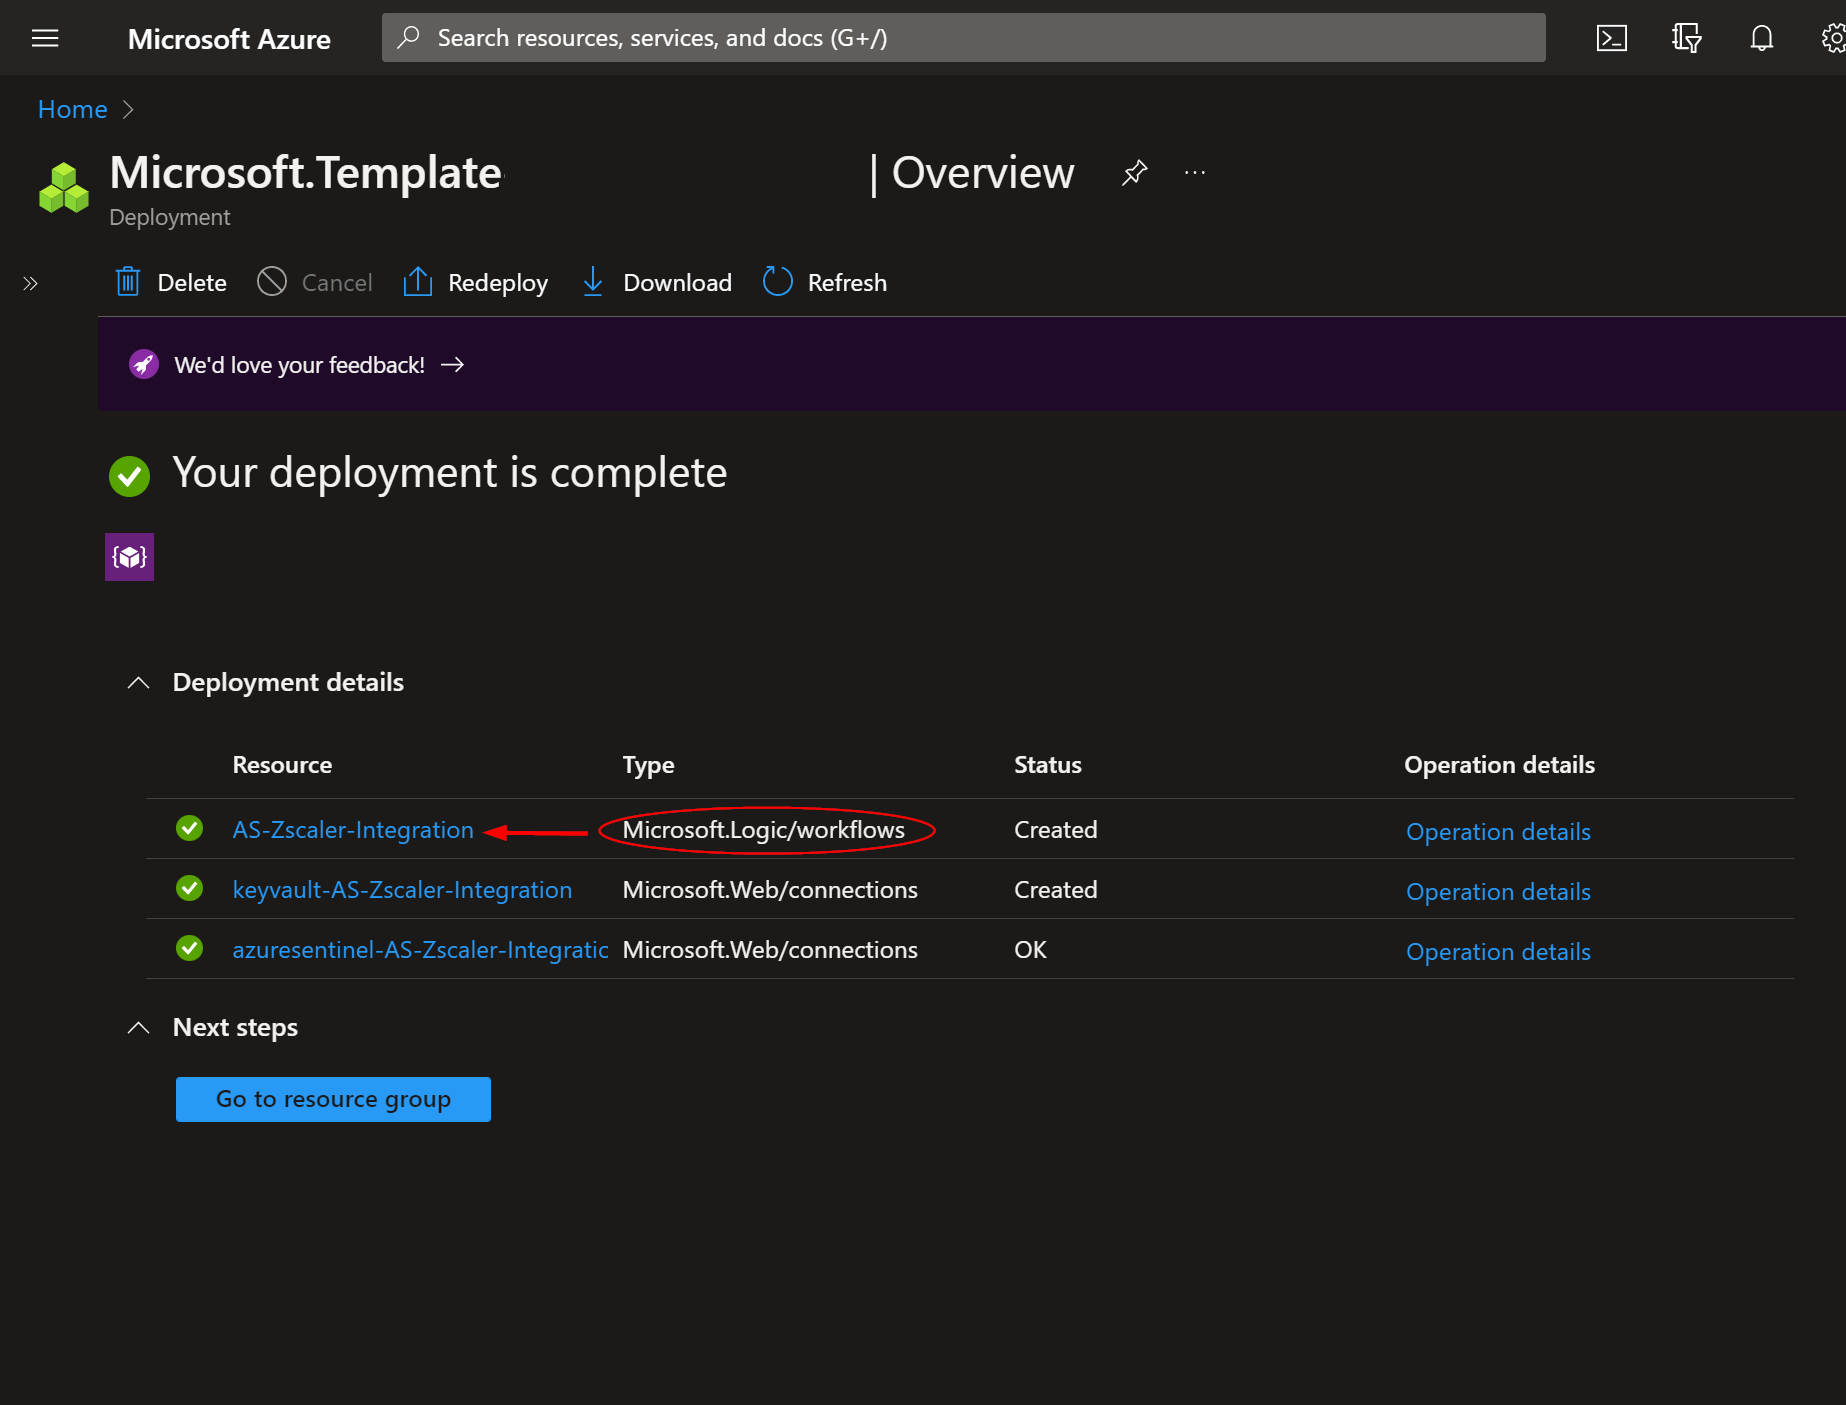 Microsoft Azure
Search resources, services, and docs (G+/)
Home
Microsoft.Template | Overview
Deployment
Delete Cancel Redeploy Download Refresh
We'd love your feedback!
Your deployment is complete
Deployment details
Resource Type Status Operation details
AS-Zscaler-Integration Microsoft.Logic/workflows Created Operation details
keyvault-AS-Zscaler-Integration Microsoft.Web/connections Created Operation details
azuresentinel-AS-Zscaler-Integratic Microsoft.Web/connections OK Operation details
Next steps
Go to resource group